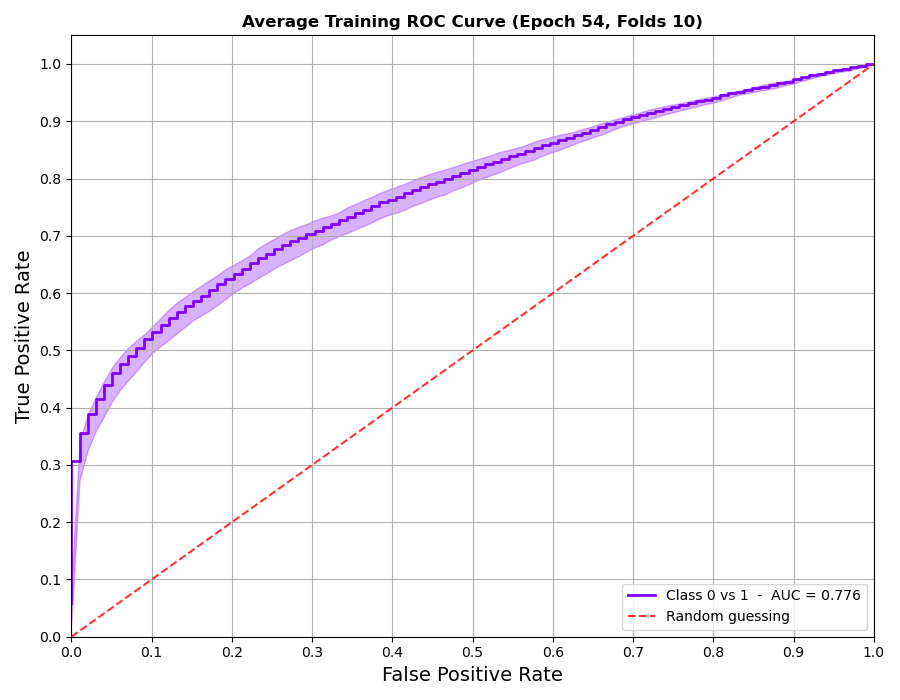 Average Training ROC Curve (Epoch 54, Folds 10)
True Positive Rate
1.0
0.9
0.8
0.7
0.6
0.5
0.4
0.3
0.2
0.1
0.0
Class 0 vs 1 - AUC = 0.776
Random guessing
0.0 0.1 0.2 0.3 0.4 0.5 0.6 0.7 0.8 0.9 1.0
False Positive Rate